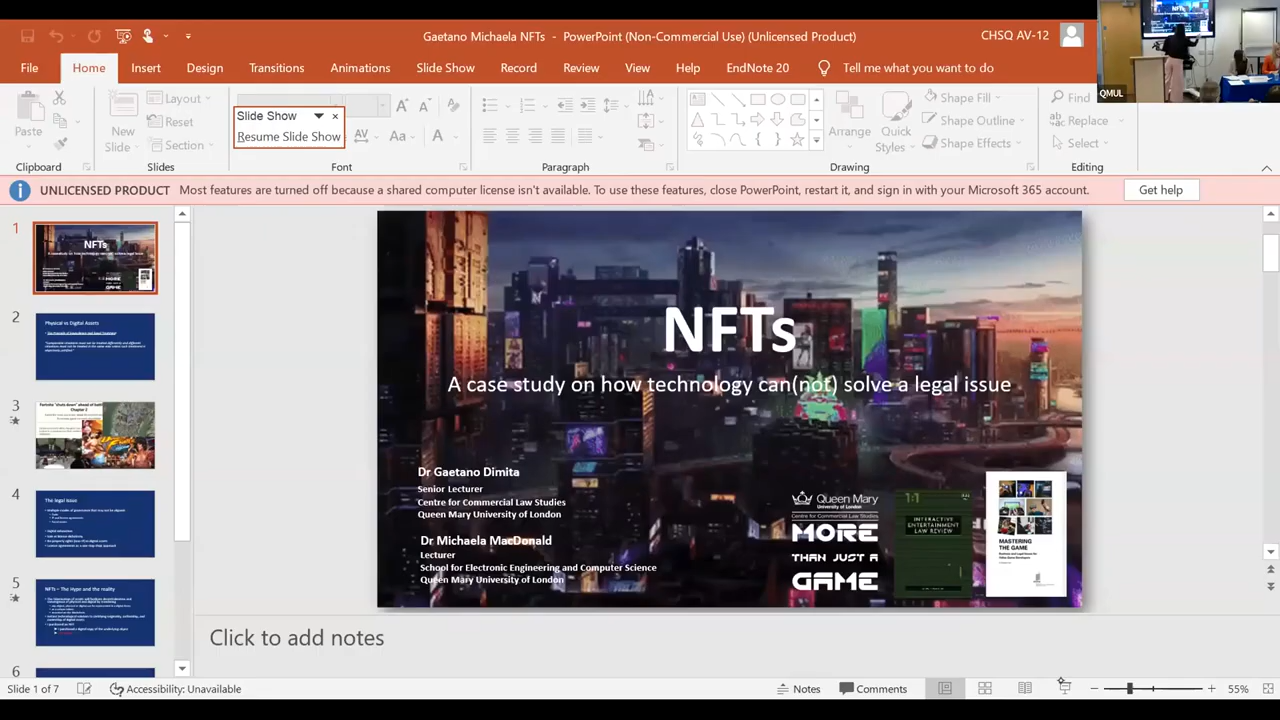 Gaetano Michaela NFTs - PowerPoint (Non-Commercial Use) (Unlicensed Product)
CHSQ AV-12
File Home Insert Design Transitions Animations Slide Show Record Review View Help EndNote 20 Tell me what you want to do
QMUL
Paste
New Slide
Layout
Reset
Section
Slide Show
Resume Slide Show
Arrange
Quick Styles
Shape Fill
Shape Outline
Shape Effects
Find
Replace
Select
Clipboard Slides Font Paragraph Drawing Editing
UNLICENSED PRODUCT Most features are turned off because a shared computer license isn't available. To use these features, close PowerPoint, restart it, and sign in with your Microsoft 365 account. Get help
1
NFTs
2
Physical vs Digital Assets
3
4
The legal issue
5
NFTs – The Hype and the reality
6
NFTs
A case study on how technology can(not) solve a legal issue
Dr Gaetano Dimita
Senior Lecturer
Centre for Commercial Law Studies
Queen Mary University of London
Dr Michaela MacDonald
Lecturer
School for Electronic Engineering and Computer Science
Queen Mary University of London
Queen Mary
University of London
Centre for Commercial Law Studies
MORE
THAN JUST A
GAME
1:1
INTERACTIVE
ENTERTAINMENT
LAW REVIEW
MASTERING
THE GAME
Click to add notes
Slide 1 of 7 Accessibility: Unavailable Notes Comments 55%